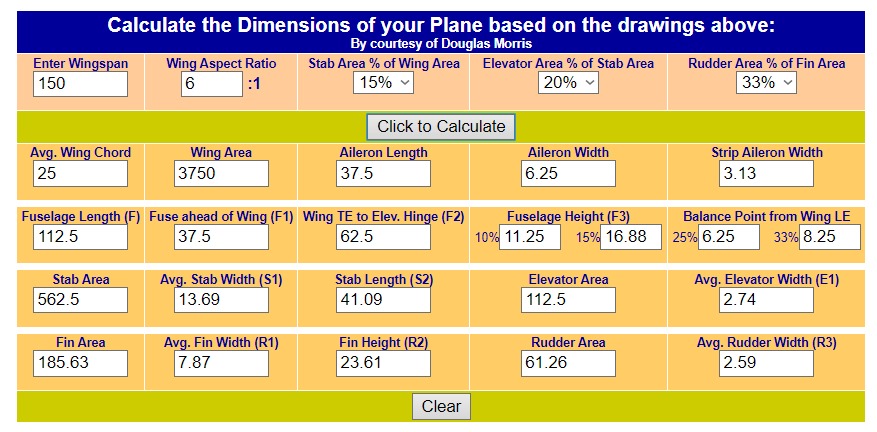 Calculate the Dimensions of your Plane based on the drawings above:
By courtesy of Douglas Morris
Enter Wingspan Wing Aspect Ratio Stab Area % of Wing Area Elevator Area % of Stab Area Rudder Area % of Fin Area
150 6 :1 15% 20% 33%
Click to Calculate
Avg. Wing Chord Wing Area Aileron Length Aileron Width Strip Aileron Width
25 3750 37.5 6.25 3.13
Fuselage Length (F) Fuse ahead of Wing (F1) Wing TE to Elev. Hinge (F2) Fuselage Height (F3) Balance Point from Wing LE
112.5 37.5 62.5 10% 11.25 15% 16.88 25% 6.25 33% 8.25
Stab Area Avg. Stab Width (S1) Stab Length (S2) Elevator Area Avg. Elevator Width (E1)
562.5 13.69 41.09 112.5 2.74
Fin Area Avg. Fin Width (R1) Fin Height (R2) Rudder Area Avg. Rudder Width (R3)
185.63 7.87 23.61 61.26 2.59
Clear